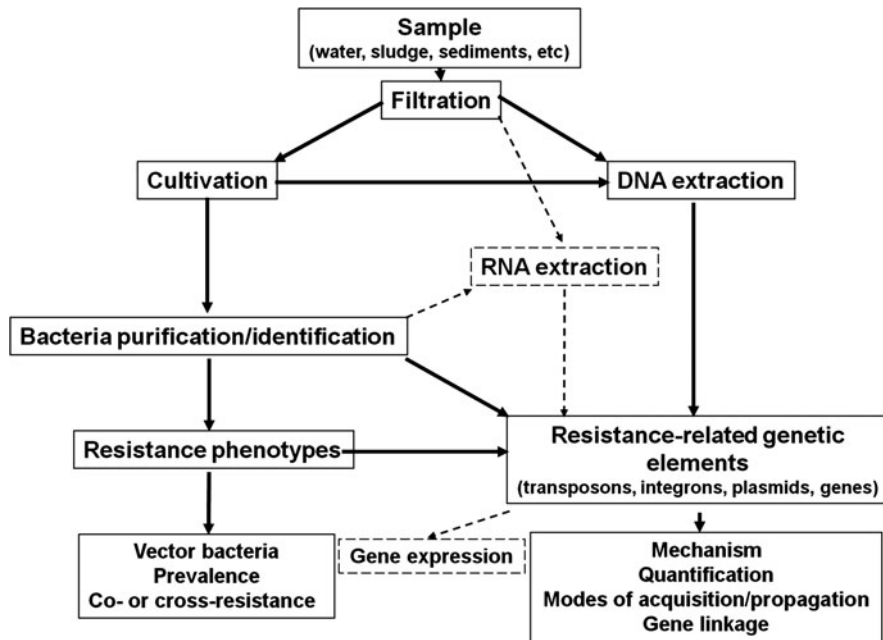 Sample
(water, sludge, sediments, etc)
Filtration
Cultivation
DNA extraction
RNA extraction
Bacteria purification/identification
Resistance phenotypes
Resistance-related genetic
elements
(transposons, integrons, plasmids, genes)
Vector bacteria
Prevalence
Co- or cross-resistance
Gene expression
Mechanism
Quantification
Modes of acquisition/propagation
Gene linkage